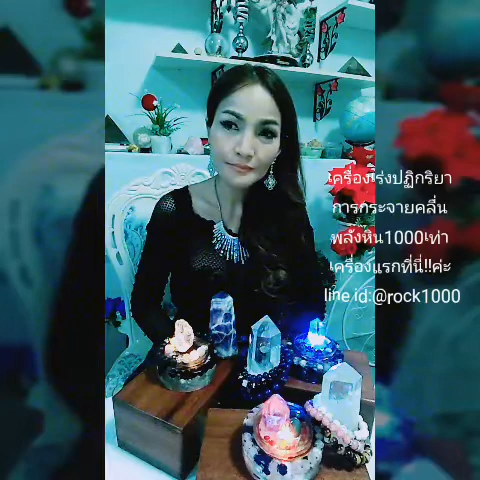 เครื่องเร่งปฏิกริยา
การกระจายคลื่น
พลังหิน1000เท่า
เครื่องแรกที่นี่!!ค่ะ
line id:@rock1000